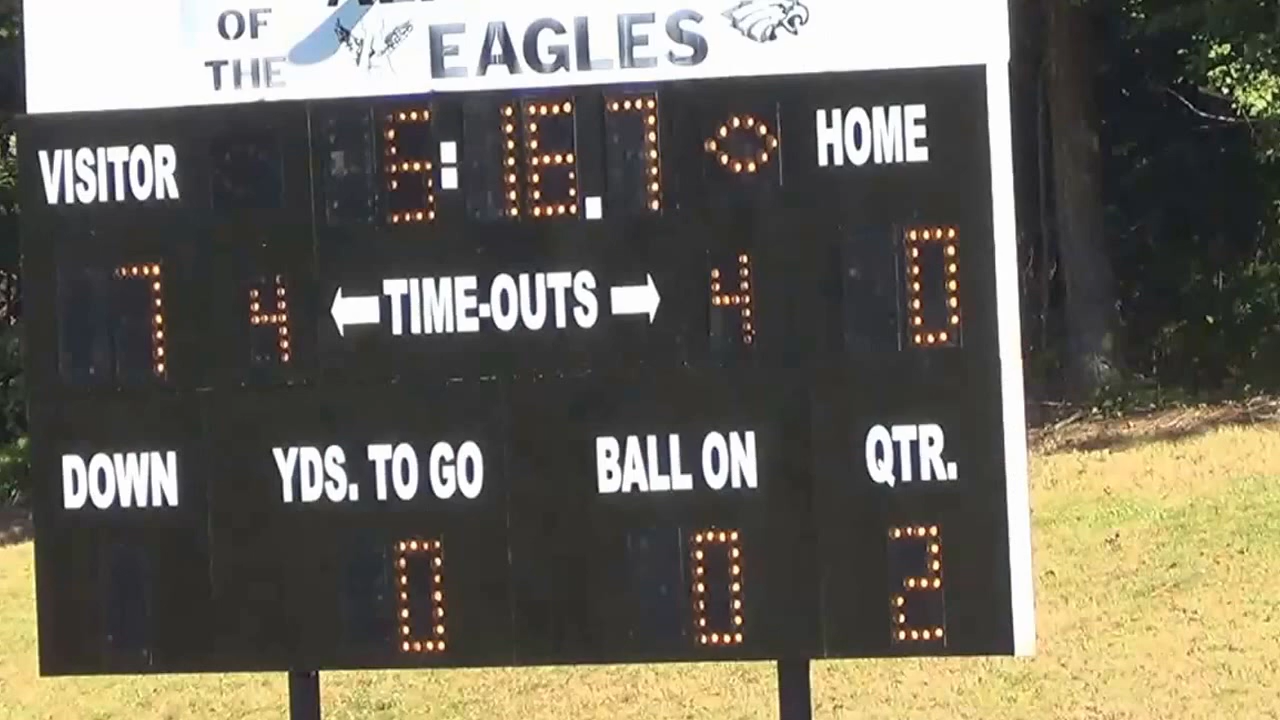 OF
THE EAGLES
VISITOR 5:16.7 HOME
7 4 TIME-OUTS 4 0
DOWN YDS. TO GO BALL ON QTR.
0 0 2